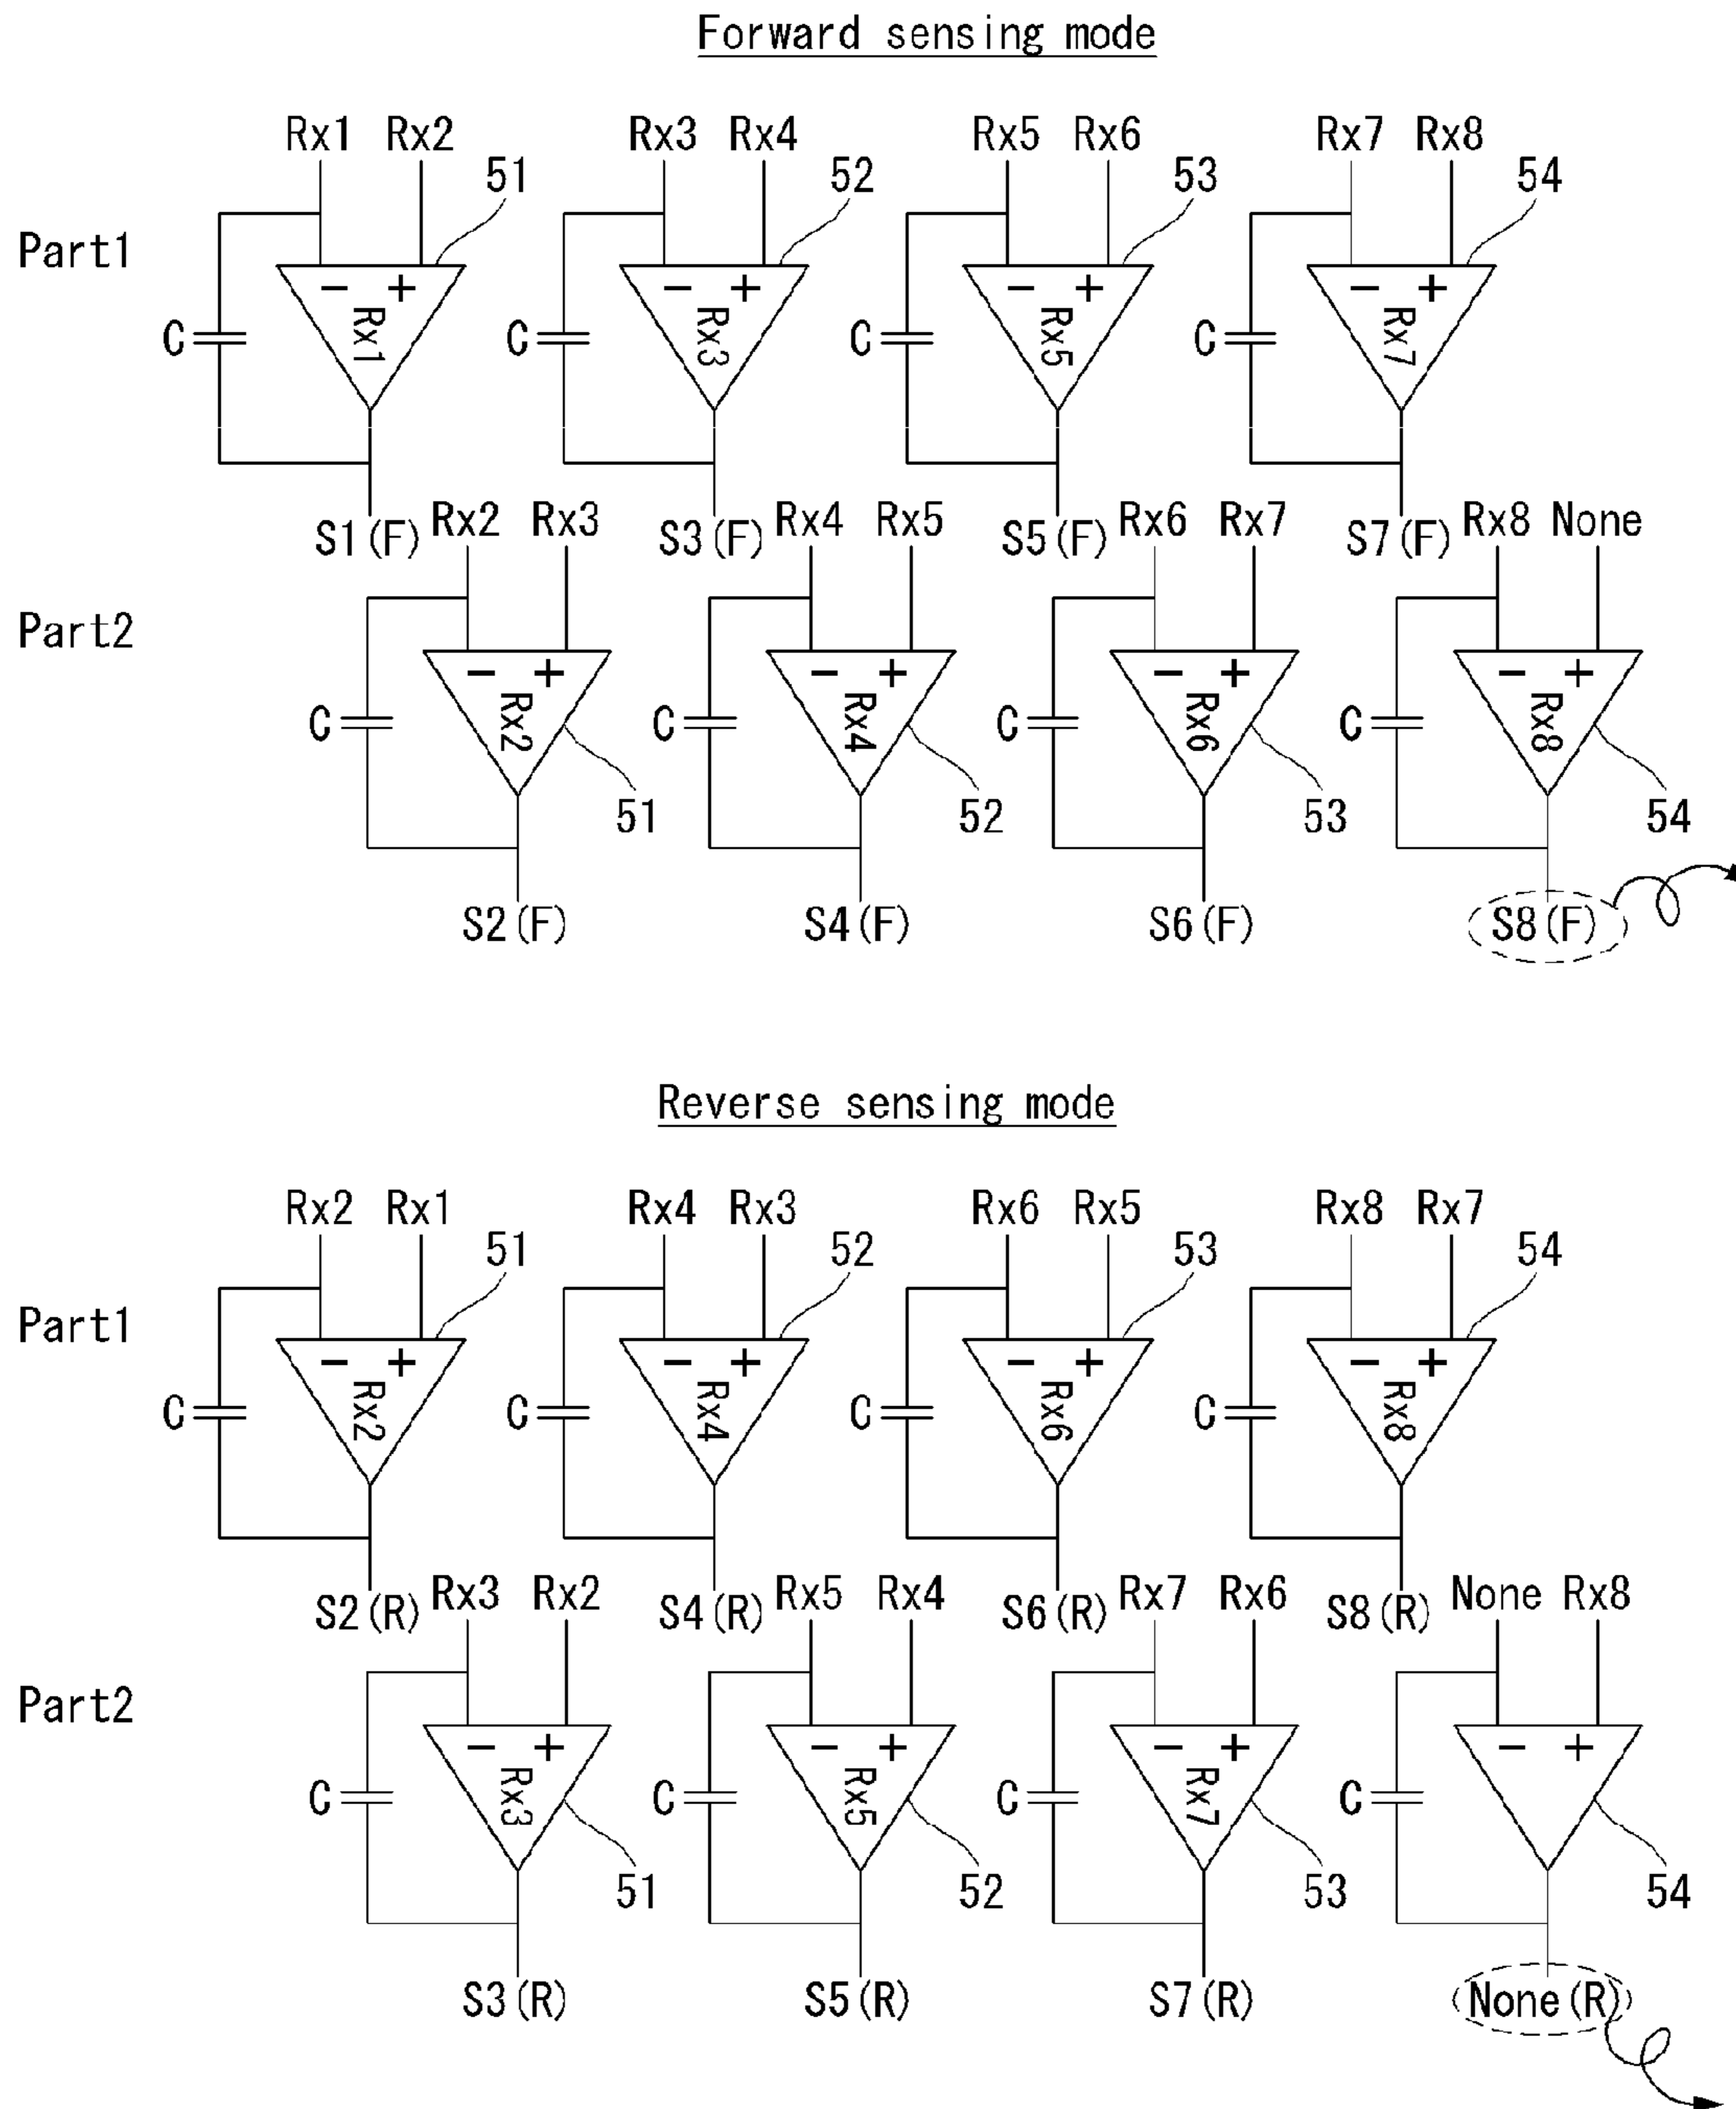 Forward sensing mode
Rx1 Rx2 Rx3 Rx4 Rx5 Rx6 Rx7 Rx8
51 52 53 54
Part1
− + − + − + − +
Rx1 Rx3 Rx5 Rx7
C C C C
S1(F) Rx2 Rx3 S3(F) Rx4 Rx5 S5(F) Rx6 Rx7 S7(F) Rx8 None
Part2
− + − + − + − +
Rx2 Rx4 Rx6 Rx8
C C C C
51 52 53 54
S2(F) S4(F) S6(F) S8(F)
Reverse sensing mode
Rx2 Rx1 Rx4 Rx3 Rx6 Rx5 Rx8 Rx7
51 52 53 54
Part1
− + − + − + − +
Rx2 Rx4 Rx6 Rx8
C C C C
S2(R) Rx3 Rx2 S4(R) Rx5 Rx4 S6(R) Rx7 Rx6 S8(R) None Rx8
Part2
− + − + − + − +
Rx3 Rx5 Rx7
C C C C
51 52 53 54
S3(R) S5(R) S7(R) None(R)